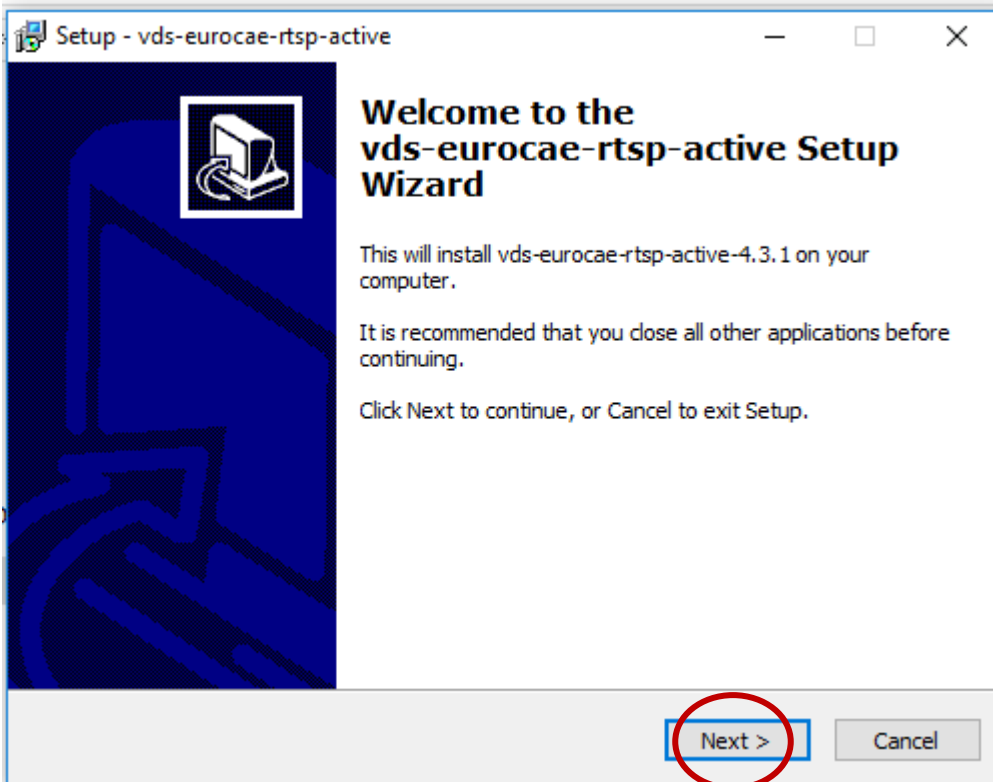 Setup - vds-eurocae-rtsp-active
Welcome to the
vds-eurocae-rtsp-active Setup
Wizard
This will install vds-eurocae-rtsp-active-4.3.1 on your
computer.
It is recommended that you close all other applications before
continuing.
Click Next to continue, or Cancel to exit Setup.
Next >
Cancel